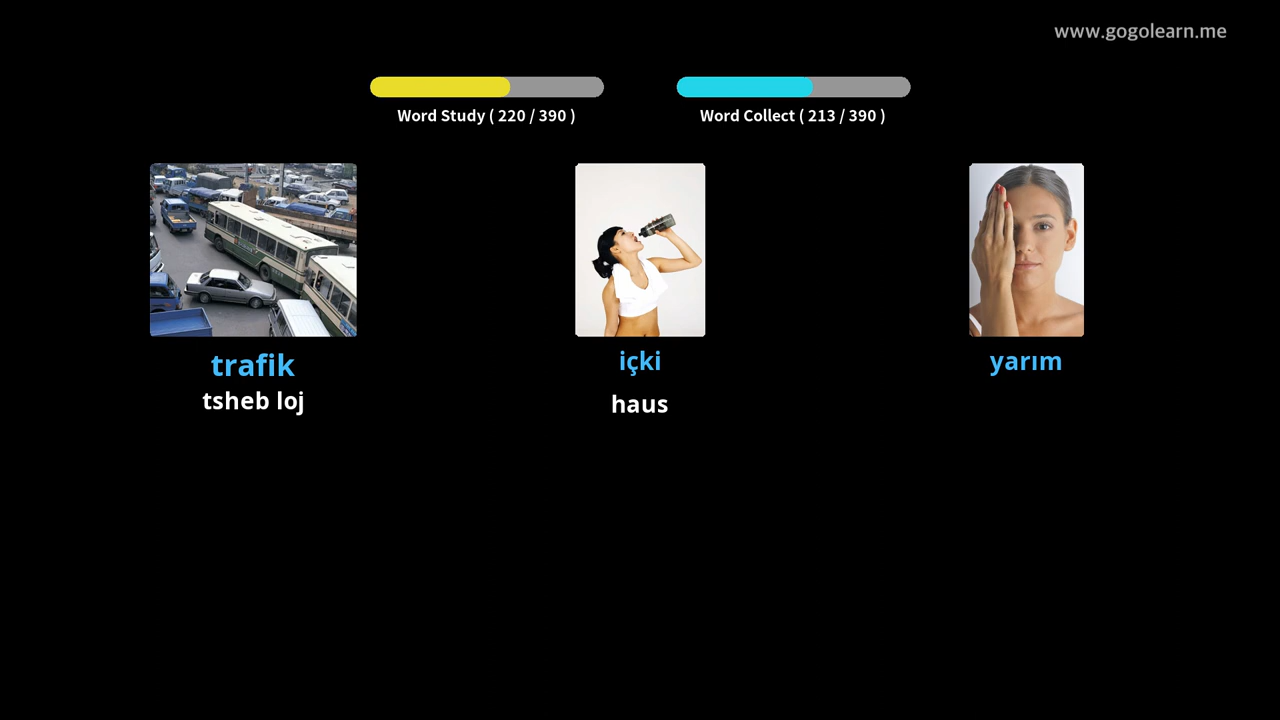 www.gogolearn.me
Word Study ( 220 / 390 )
Word Collect ( 213 / 390 )
trafik
tsheb loj
içki
haus
yarım